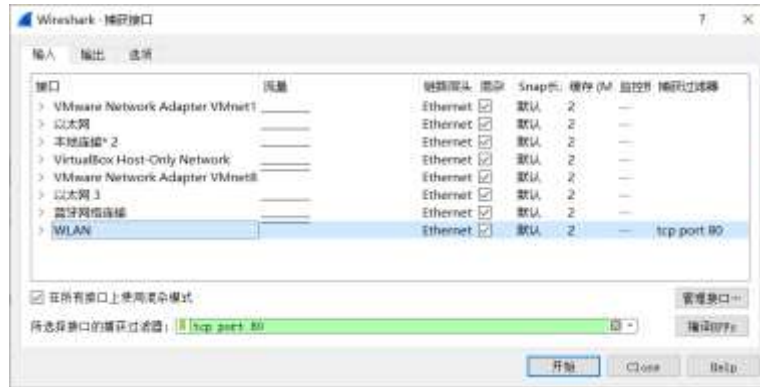 Wireshark · 捕获接口
输入 输出 选项
接口 流量 链路层头 混杂 Snap长 缓存 (M 监控模 捕获过滤器
VMware Network Adapter VMnet1 Ethernet 默认 2 —
以太网 Ethernet 默认 2 —
本地连接* 2 Ethernet 默认 2 —
VirtualBox Host-Only Network Ethernet 默认 2 —
VMware Network Adapter VMnet8 Ethernet 默认 2 —
以太网 3 Ethernet 默认 2 —
蓝牙网络连接 Ethernet 默认 2 —
WLAN Ethernet 默认 2 — tcp port 80
在所有接口上使用混杂模式 管理接口…
所选择接口的捕获过滤器: tcp port 80 编译BPFs
开始 Close Help